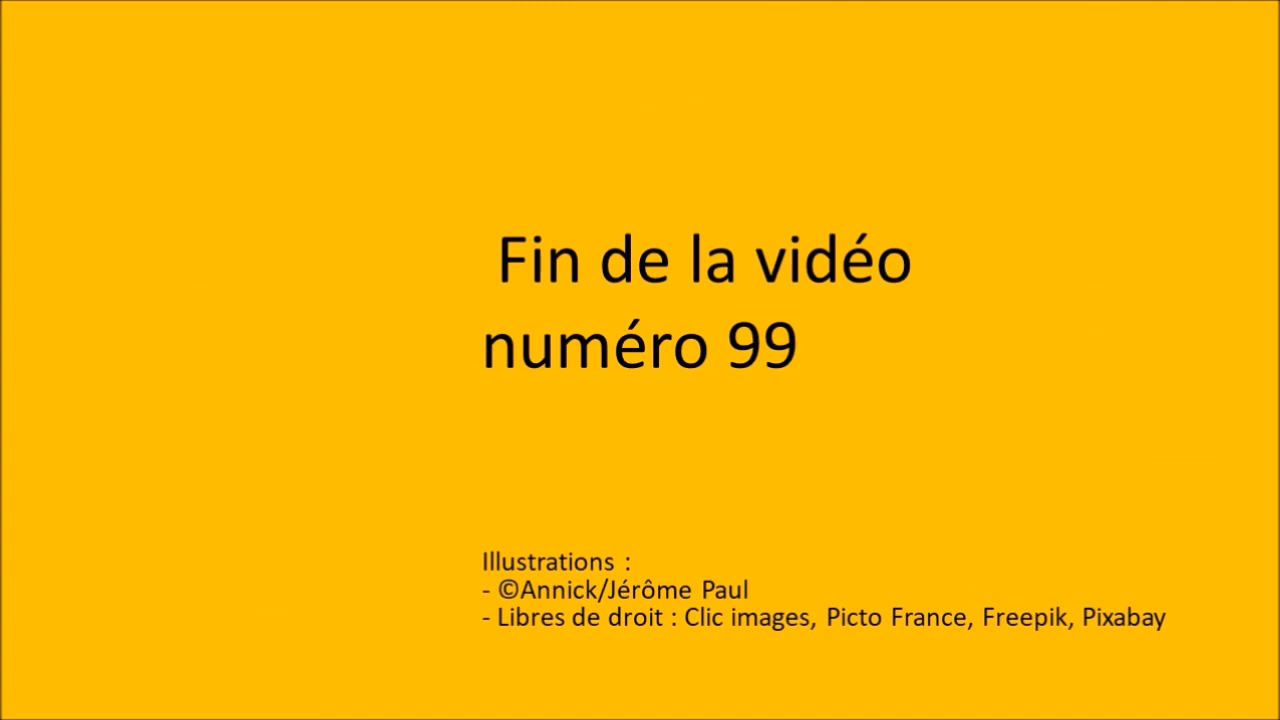 Fin de la vidéo
numéro 99
Illustrations :
- ©Annick/Jérôme Paul
- Libres de droit : Clic images, Picto France, Freepik, Pixabay